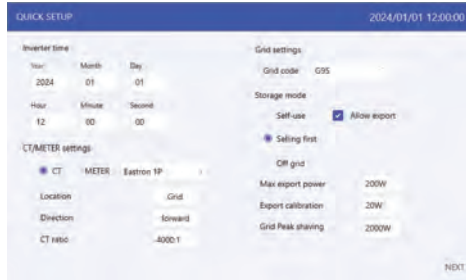 QUICK SETUP
2024/01/01 12:00:00
Inverter time
Year Month Day
2024 01 01
Hour Minute Second
12 00 00
CT/METER settings
CT METER Eastron 1P
Location Grid
Direction forward
CT ratio 4000:1
Grid settings
Grid code G95
Storage mode
Self-use Allow export
Selling first
Off grid
Max export power 200W
Export calibration 20W
Grid Peak shaving 2000W
NEXT